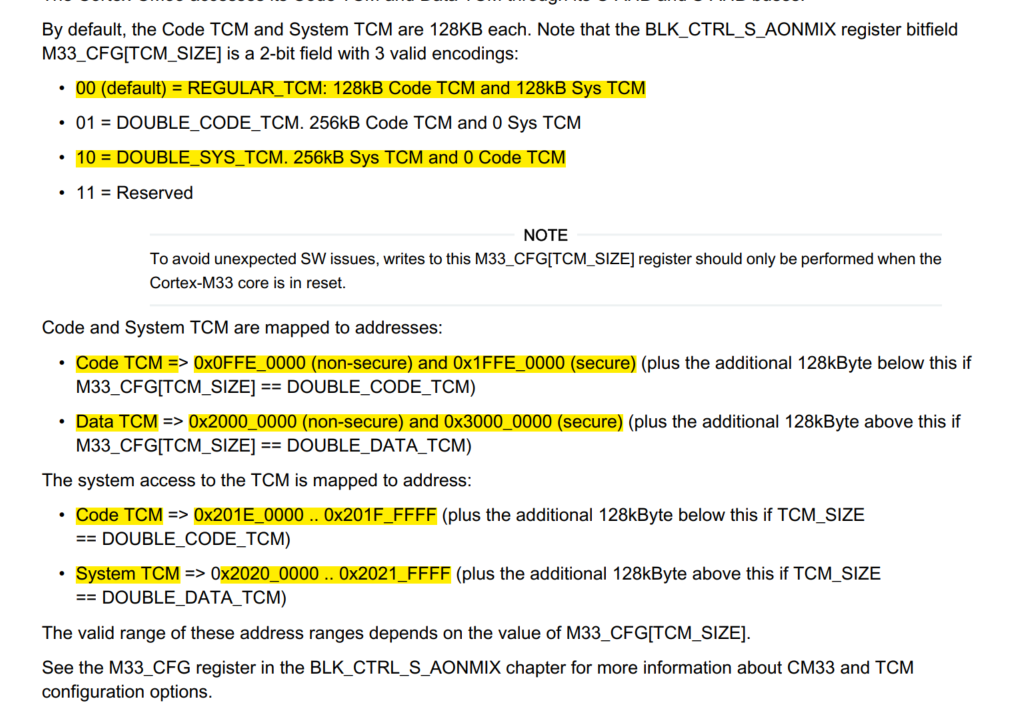 By default, the Code TCM and System TCM are 128KB each. Note that the BLK_CTRL_S_AONMIX register bitfield
M33_CFG[TCM_SIZE] is a 2-bit field with 3 valid encodings:
• 00 (default) = REGULAR_TCM: 128kB Code TCM and 128kB Sys TCM
• 01 = DOUBLE_CODE_TCM. 256kB Code TCM and 0 Sys TCM
• 10 = DOUBLE_SYS_TCM. 256kB Sys TCM and 0 Code TCM
• 11 = Reserved
NOTE
To avoid unexpected SW issues, writes to this M33_CFG[TCM_SIZE] register should only be performed when the
Cortex-M33 core is in reset.
Code and System TCM are mapped to addresses:
• Code TCM => 0x0FFE_0000 (non-secure) and 0x1FFE_0000 (secure) (plus the additional 128kByte below this if
M33_CFG[TCM_SIZE] == DOUBLE_CODE_TCM)
• Data TCM => 0x2000_0000 (non-secure) and 0x3000_0000 (secure) (plus the additional 128kByte above this if
M33_CFG[TCM_SIZE] == DOUBLE_DATA_TCM)
The system access to the TCM is mapped to address:
• Code TCM => 0x201E_0000 .. 0x201F_FFFF (plus the additional 128kByte below this if TCM_SIZE
== DOUBLE_CODE_TCM)
• System TCM => 0x2020_0000 .. 0x2021_FFFF (plus the additional 128kByte above this if TCM_SIZE
== DOUBLE_DATA_TCM)
The valid range of these address ranges depends on the value of M33_CFG[TCM_SIZE].
See the M33_CFG register in the BLK_CTRL_S_AONMIX chapter for more information about CM33 and TCM
configuration options.